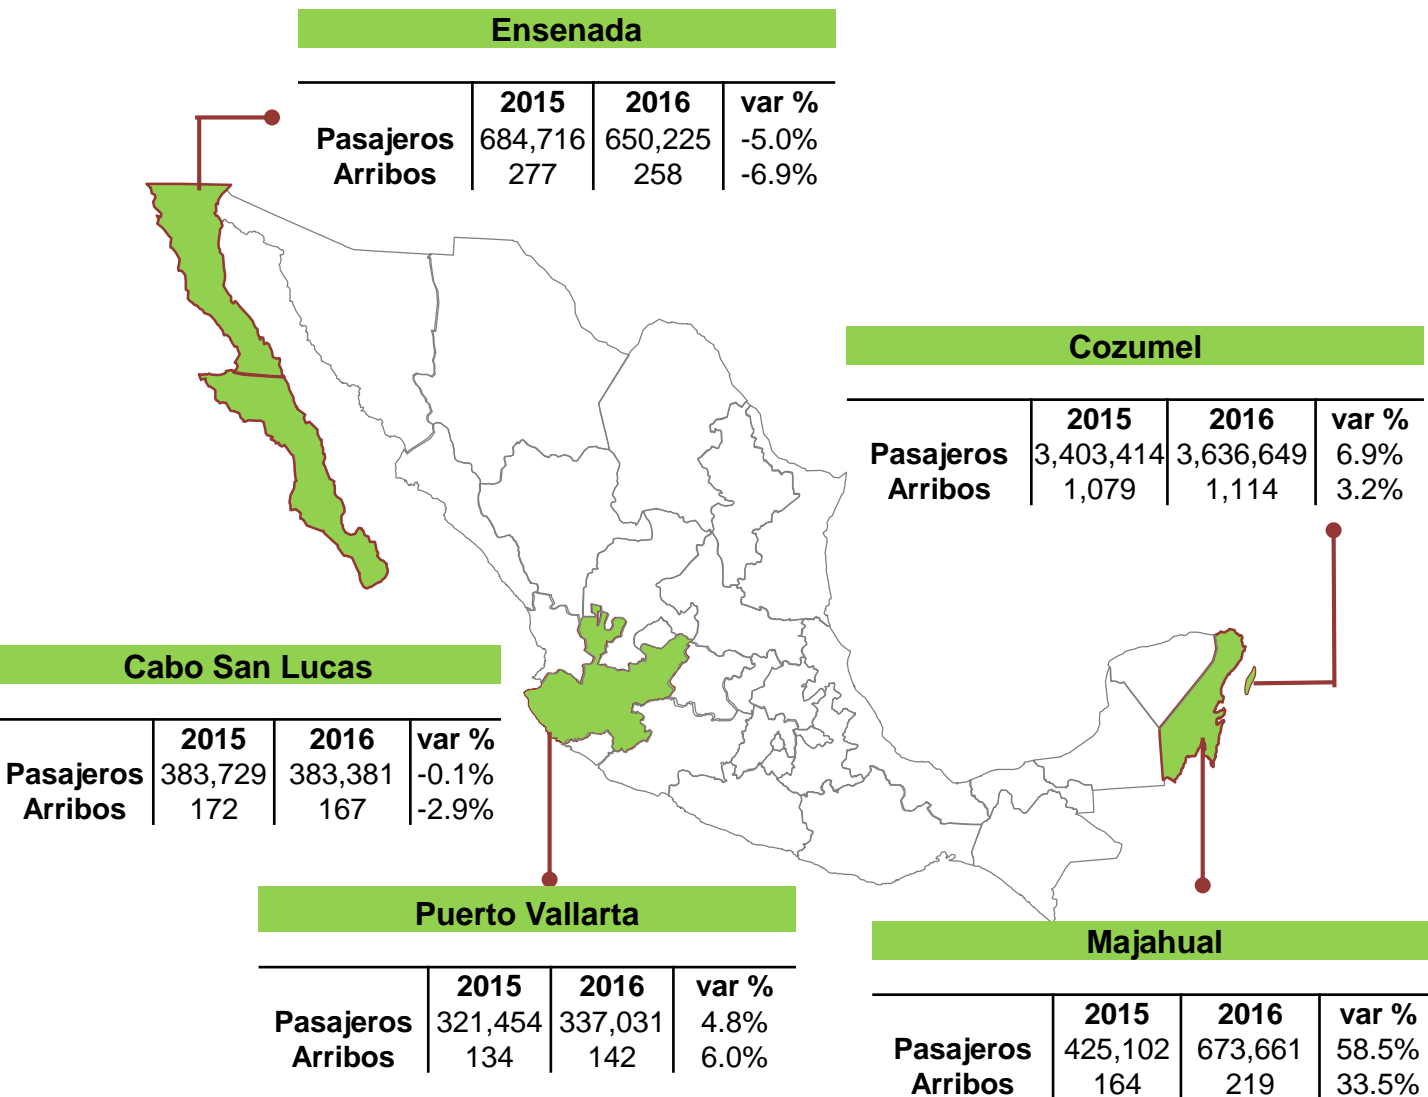 Ensenada
2015 2016 var %
Pasajeros 684,716 650,225 -5.0%
Arribos 277 258 -6.9%
Cozumel
2015 2016 var %
Pasajeros 3,403,414 3,636,649 6.9%
Arribos 1,079 1,114 3.2%
Cabo San Lucas
2015 2016 var %
Pasajeros 383,729 383,381 -0.1%
Arribos 172 167 -2.9%
Puerto Vallarta
2015 2016 var %
Pasajeros 321,454 337,031 4.8%
Arribos 134 142 6.0%
Majahual
2015 2016 var %
Pasajeros 425,102 673,661 58.5%
Arribos 164 219 33.5%